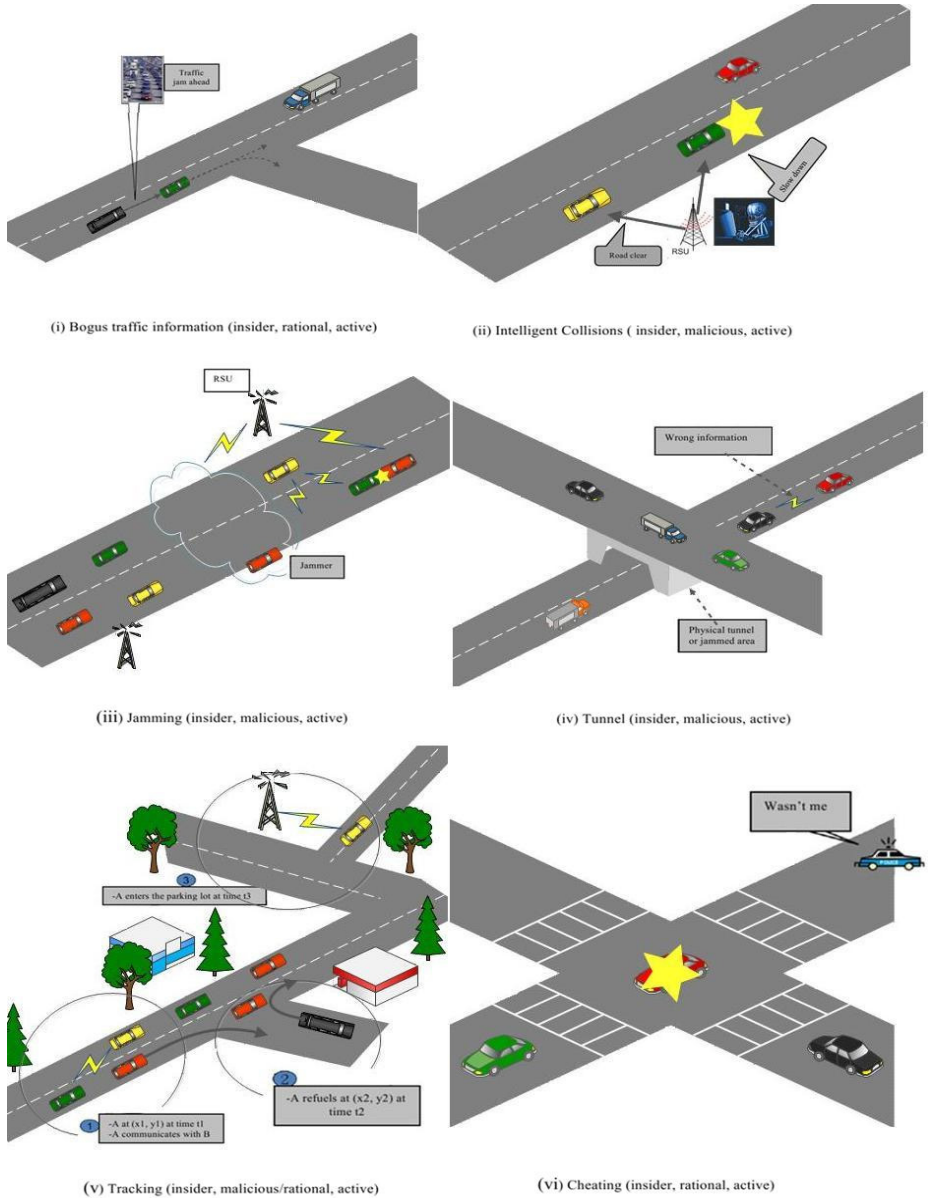 Traffic
jam ahead
(i) Bogus traffic information (insider, rational, active)
Slow down
Road clear
RSU
(ii) Intelligent Collisions ( insider, malicious, active)
RSU
Jammer
(iii) Jamming (insider, malicious, active)
Wrong information
Physical tunnel
or jammed area
(iv) Tunnel (insider, malicious, active)
3
-A enters the parking lot at time t3
2
-A refuels at (x2, y2) at
time t2
1
-A at (x1, y1) at time t1
-A communicates with B
(v) Tracking (insider, malicious/rational, active)
Wasn't me
(vi) Cheating (insider, rational, active)